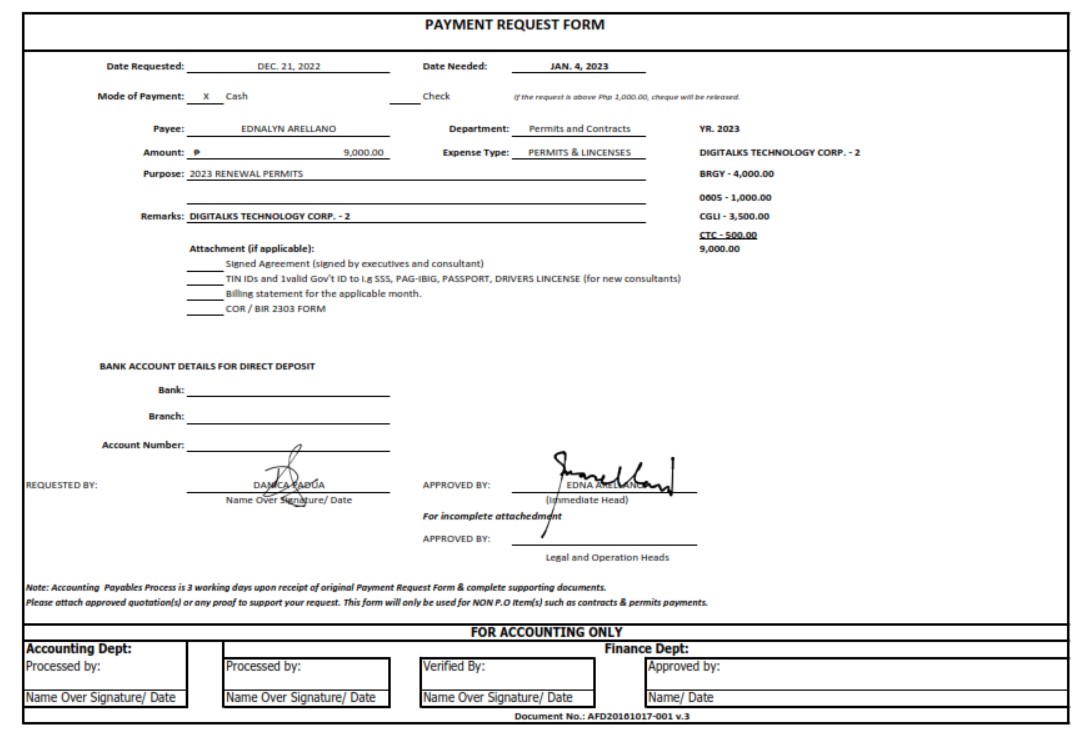 PAYMENT REQUEST FORM
Date Requested: DEC. 21, 2022 Date Needed: JAN. 4, 2023
Mode of Payment: X Cash Check If the request is above Php 1,000.00, cheque will be released.
Payee: EDNALYN ARELLANO Department: Permits and Contracts YR. 2023
Amount: ₱ 9,000.00 Expense Type: PERMITS & LINCENSES DIGITALKS TECHNOLOGY CORP. - 2
Purpose: 2023 RENEWAL PERMITS BRGY - 4,000.00
0605 - 1,000.00
Remarks: DIGITALKS TECHNOLOGY CORP. - 2 CGLI - 3,500.00
CTC - 500.00
Attachment (if applicable): 9,000.00
Signed Agreement (signed by executives and consultant)
TIN IDs and 1valid Gov't ID to i.g SSS, PAG-IBIG, PASSPORT, DRIVERS LINCENSE (for new consultants)
Billing statement for the applicable month.
COR / BIR 2303 FORM
BANK ACCOUNT DETAILS FOR DIRECT DEPOSIT
Bank:
Branch:
Account Number:
REQUESTED BY: DANICA PADUA APPROVED BY: EDNA ARELLANO
Name Over Signature/ Date (Immediate Head)
For incomplete attachedment
APPROVED BY:
Legal and Operation Heads
Note: Accounting Payables Process is 3 working days upon receipt of original Payment Request Form & complete supporting documents.
Please attach approved quotation(s) or any proof to support your request. This form will only be used for NON P.O Item(s) such as contracts & permits payments.
FOR ACCOUNTING ONLY
Accounting Dept: Finance Dept:
Processed by: Processed by: Verified By: Approved by:
Name Over Signature/ Date Name Over Signature/ Date Name Over Signature/ Date Name/ Date
Document No.: AFD20161017-001 v.3